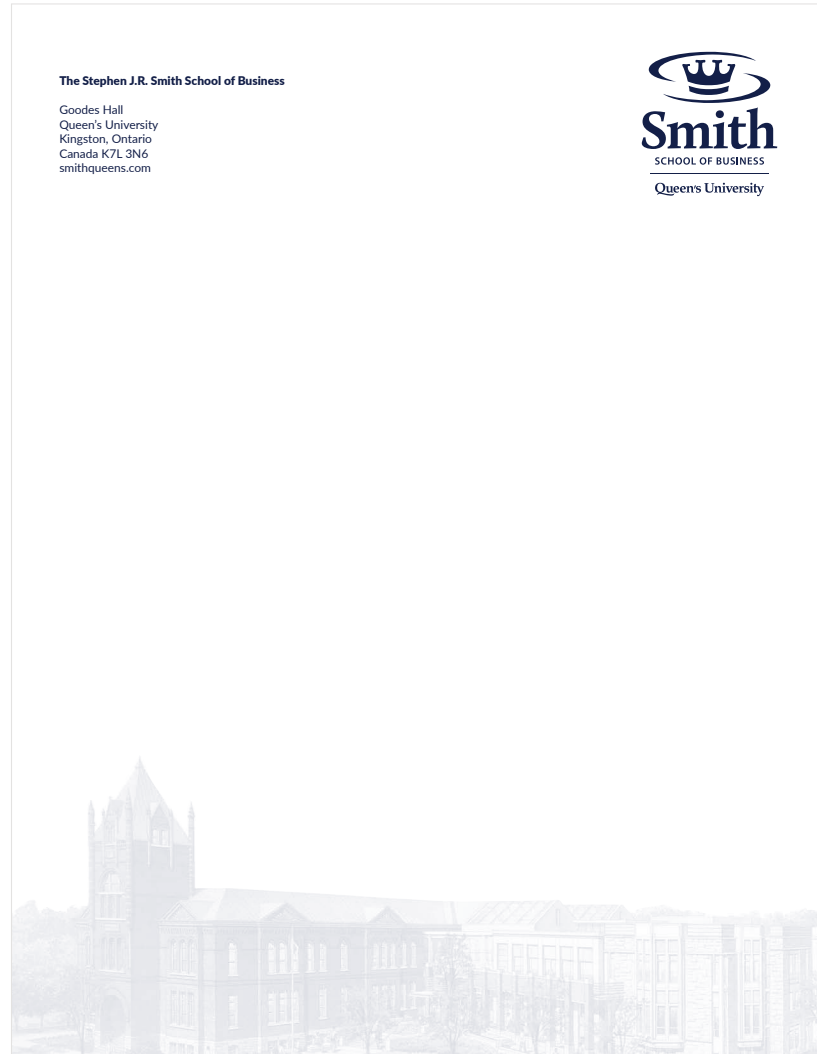 The Stephen J.R. Smith School of Business
Goodes Hall
Queen's University
Kingston, Ontario
Canada K7L 3N6
smithqueens.com
Smith
SCHOOL OF BUSINESS
Queen's University